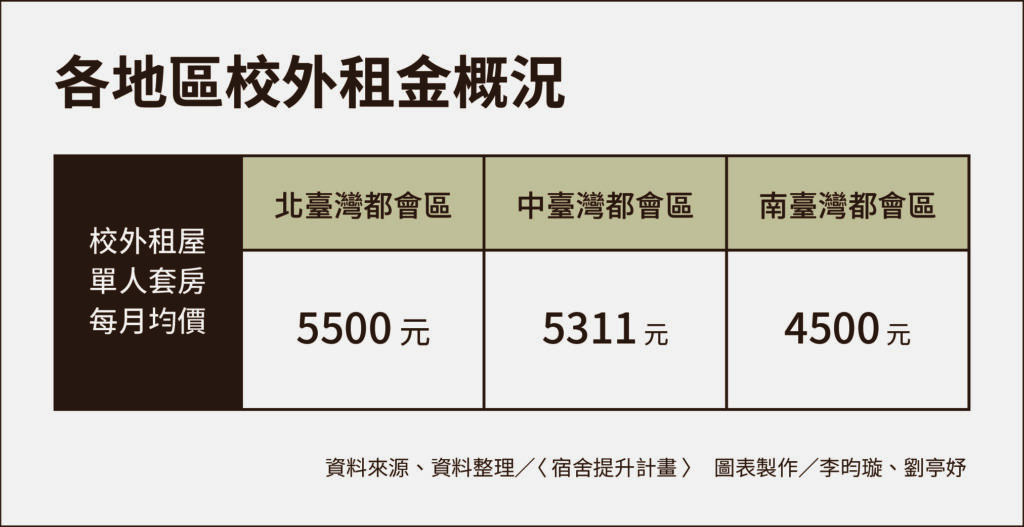 各地區校外租金概況
校外租屋
單人套房
每月均價
北臺灣都會區
中臺灣都會區
南臺灣都會區
5500 元
5311 元
4500 元
資料來源、資料整理／〈宿舍提升計畫〉 圖表製作／李昀璇、劉亭妤